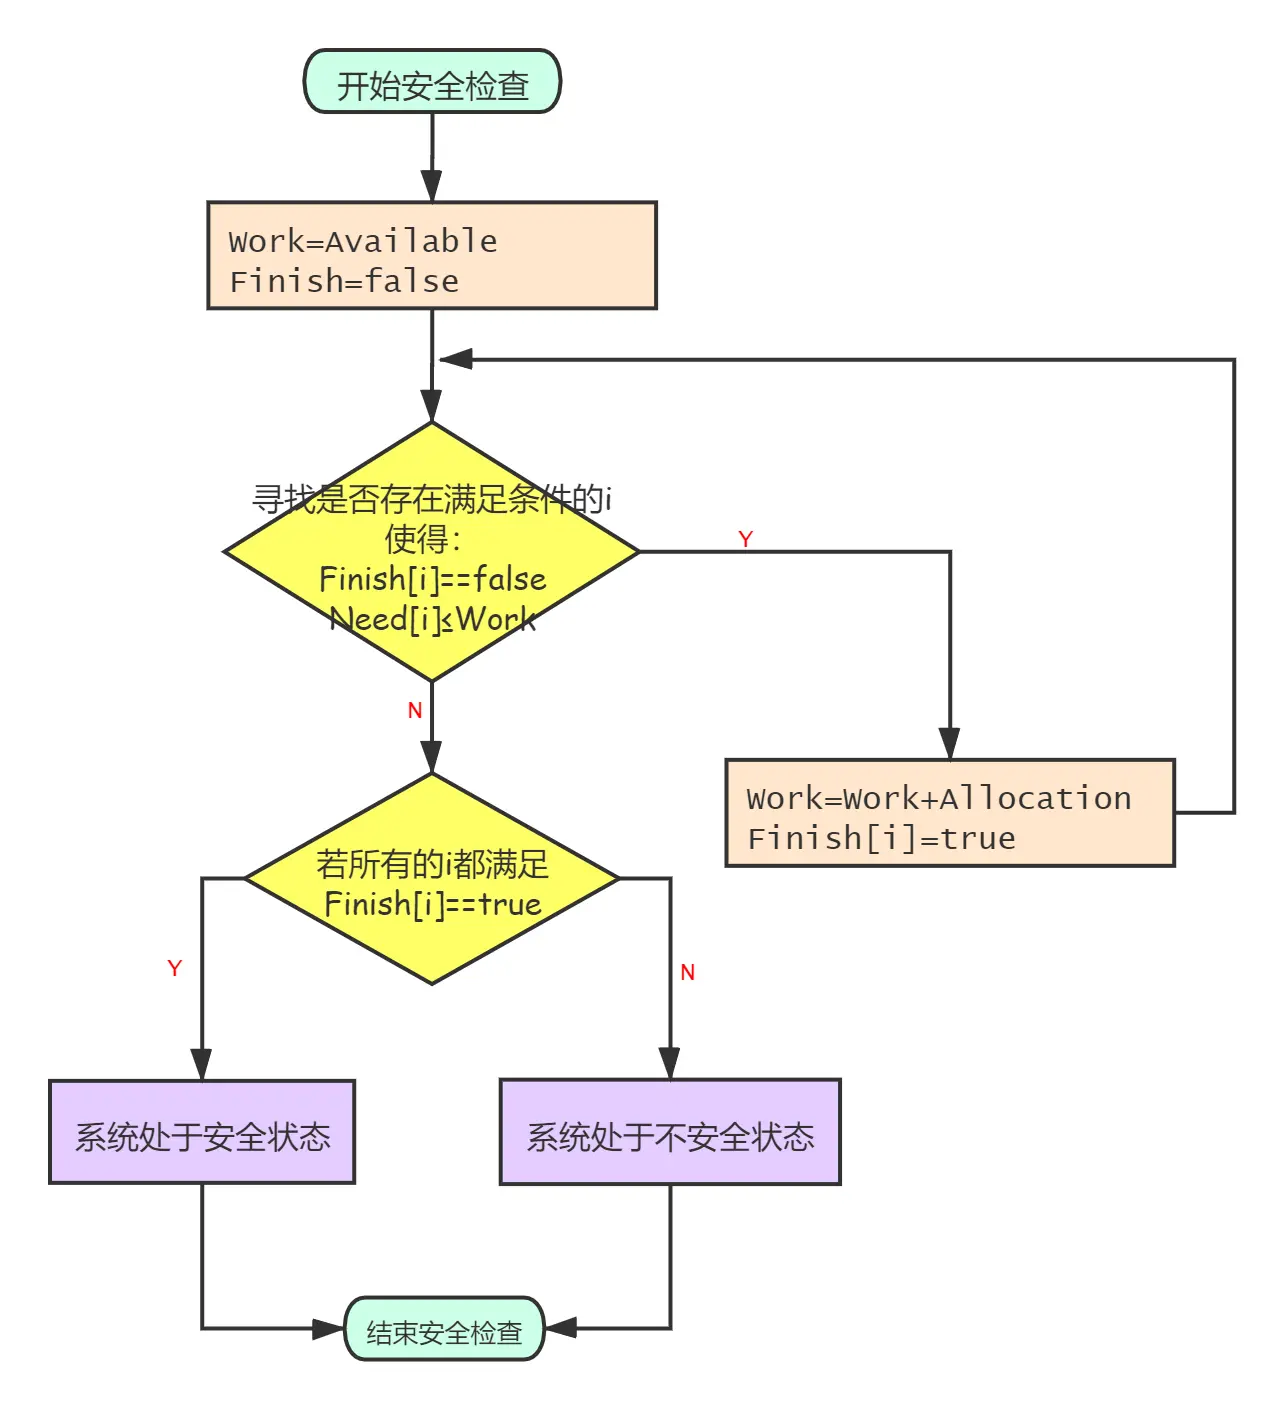 开始安全检查
Work=Available
Finish=false
寻找是否存在满足条件的i
使得：
Finish[i]==false
Need[i]≤Work
Y
N
Work=Work+Allocation
Finish[i]=true
若所有的i都满足
Finish[i]==true
Y
N
系统处于安全状态
系统处于不安全状态
结束安全检查